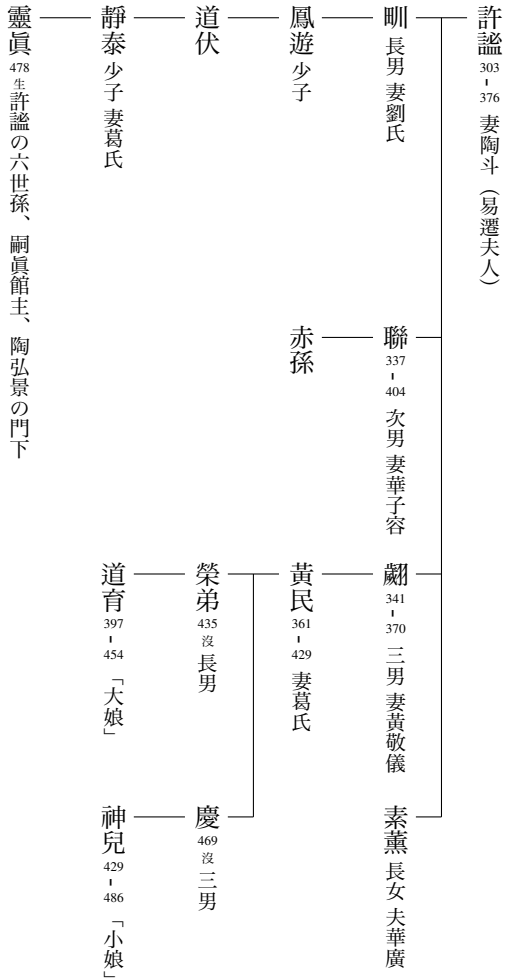 許謐 303-376 妻陶斗（易遷夫人）
甽 長男 妻劉氏
聯 337-404 次男 妻華子容
翽 341-370 三男 妻黃敬儀
素薰 長女 夫華廣
鳳遊 少子
赤孫
黃民 361-429 妻葛氏
道伏
榮弟 435沒 長男
慶 469沒 三男
靜泰 少子 妻葛氏
道育 397-454 「大娘」
神兒 429-486 「小娘」
靈眞 478生 許謐の六世孫、嗣眞館主、陶弘景の門下